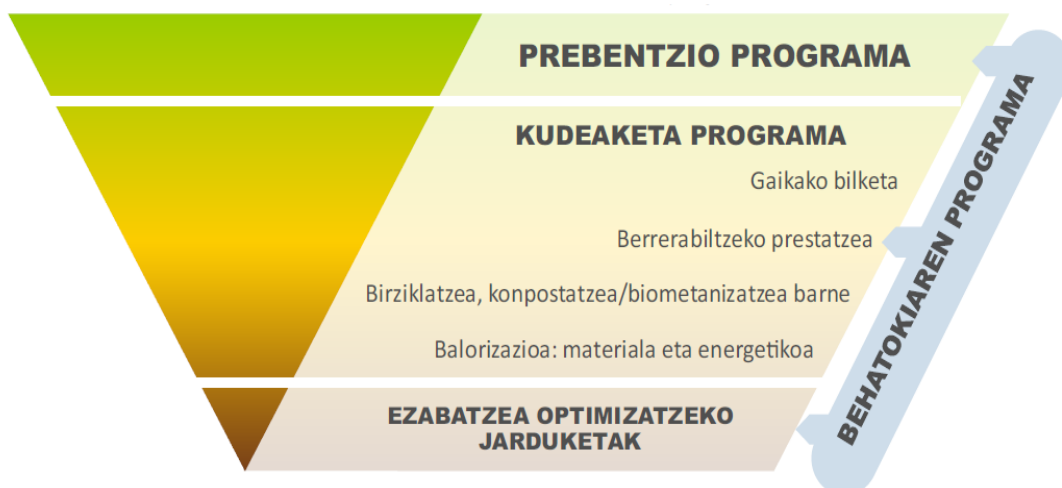 PREBENTZIO PROGRAMA
KUDEAKETA PROGRAMA
Gaikako bilketa
Berrerabiltzeko prestatzea
Birziklatzea, konpostatzea/biometanizatzea barne
Balorizazioa: materiala eta energetikoa
EZABATZEA OPTIMIZATZEKO
JARDUKETAK
BEHATOKIAREN PROGRAMA